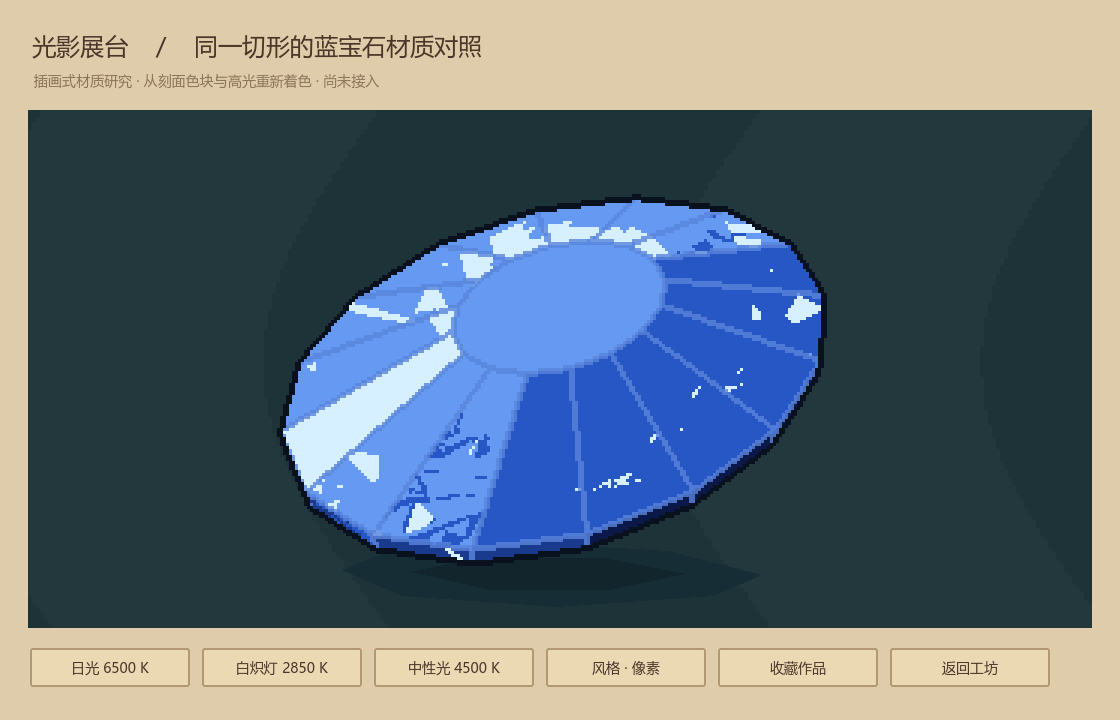 光影展台 / 同一切形的蓝宝石材质对照
插画式材质研究 · 从刻面色块与高光重新着色 · 尚未接入
日光 6500 K
白炽灯 2850 K
中性光 4500 K
风格 · 像素
收藏作品
返回工坊